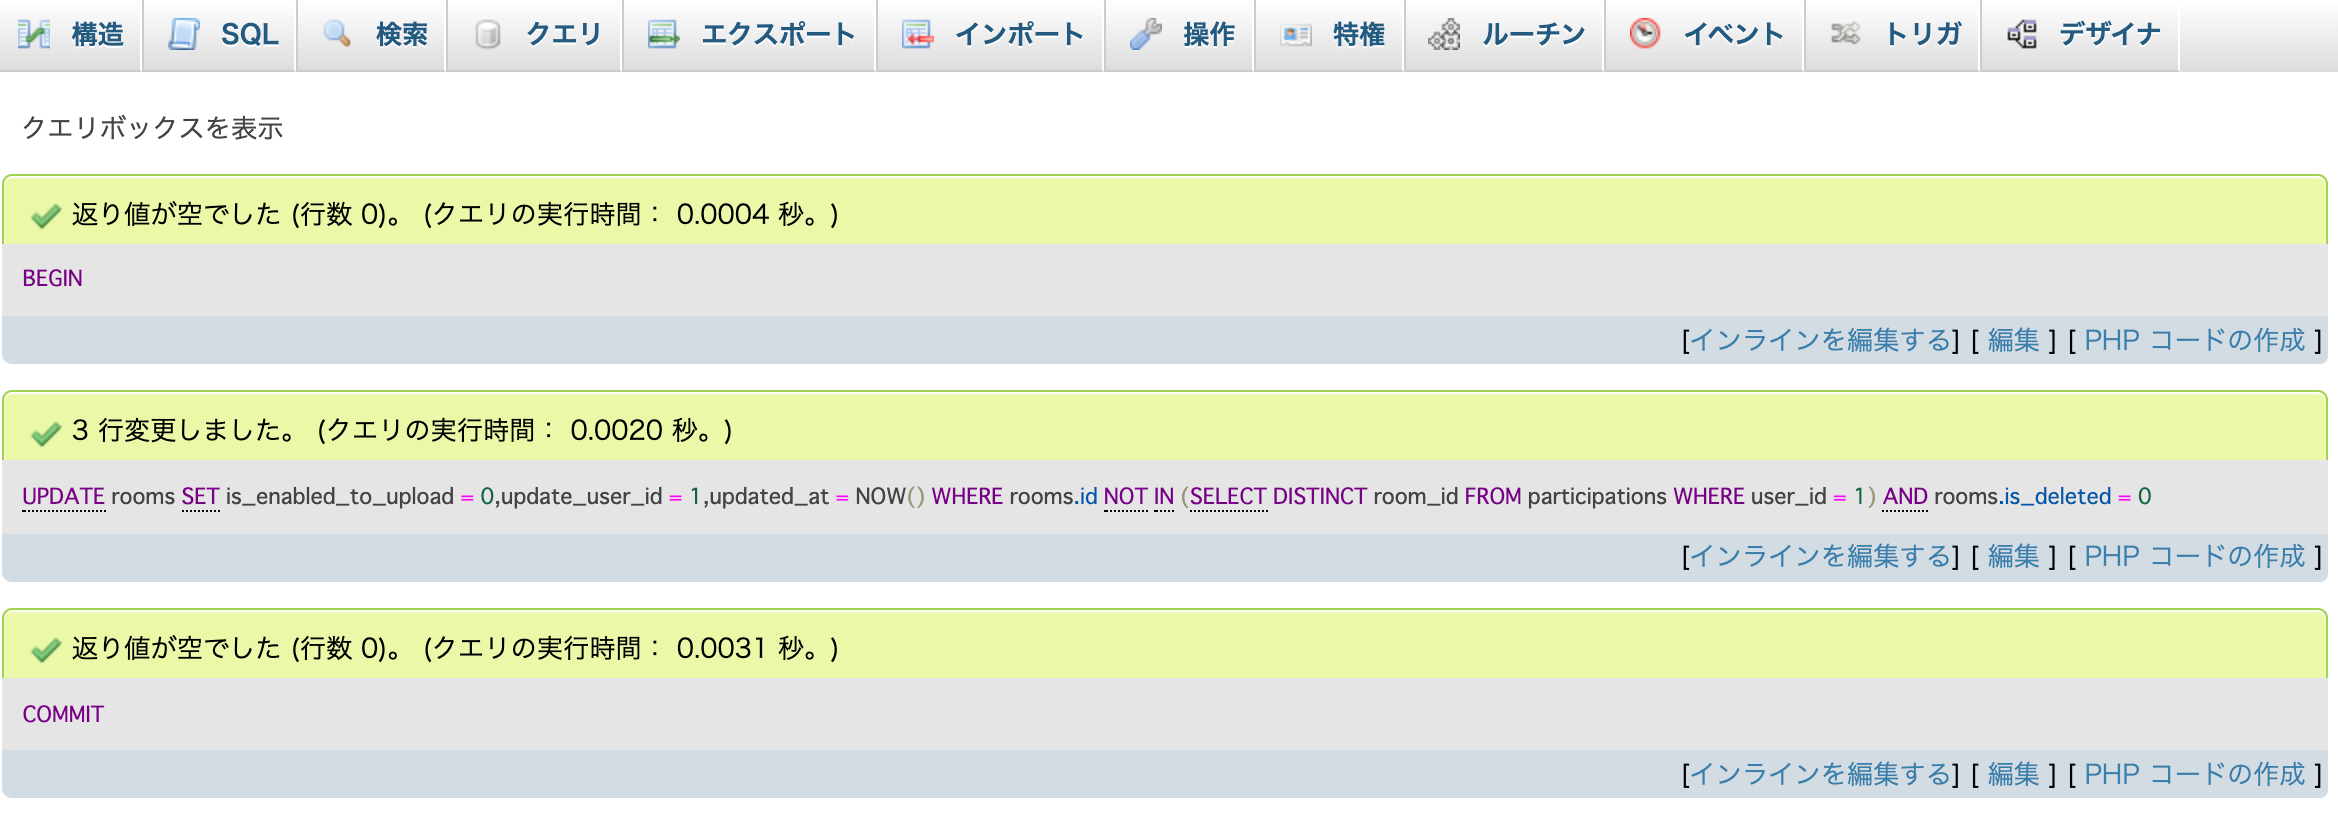 構造 SQL 検索 クエリ エクスポート インポート 操作 特権 ルーチン イベント トリガ デザイナ
クエリボックスを表示
返り値が空でした (行数 0)。 (クエリの実行時間： 0.0004 秒。)
BEGIN
[インラインを編集する] [ 編集 ] [ PHP コードの作成 ]
3 行変更しました。 (クエリの実行時間： 0.0020 秒。)
UPDATE rooms SET is_enabled_to_upload = 0,update_user_id = 1,updated_at = NOW() WHERE rooms.id NOT IN (SELECT DISTINCT room_id FROM participations WHERE user_id = 1) AND rooms.is_deleted = 0
[インラインを編集する] [ 編集 ] [ PHP コードの作成 ]
返り値が空でした (行数 0)。 (クエリの実行時間： 0.0031 秒。)
COMMIT
[インラインを編集する] [ 編集 ] [ PHP コードの作成 ]